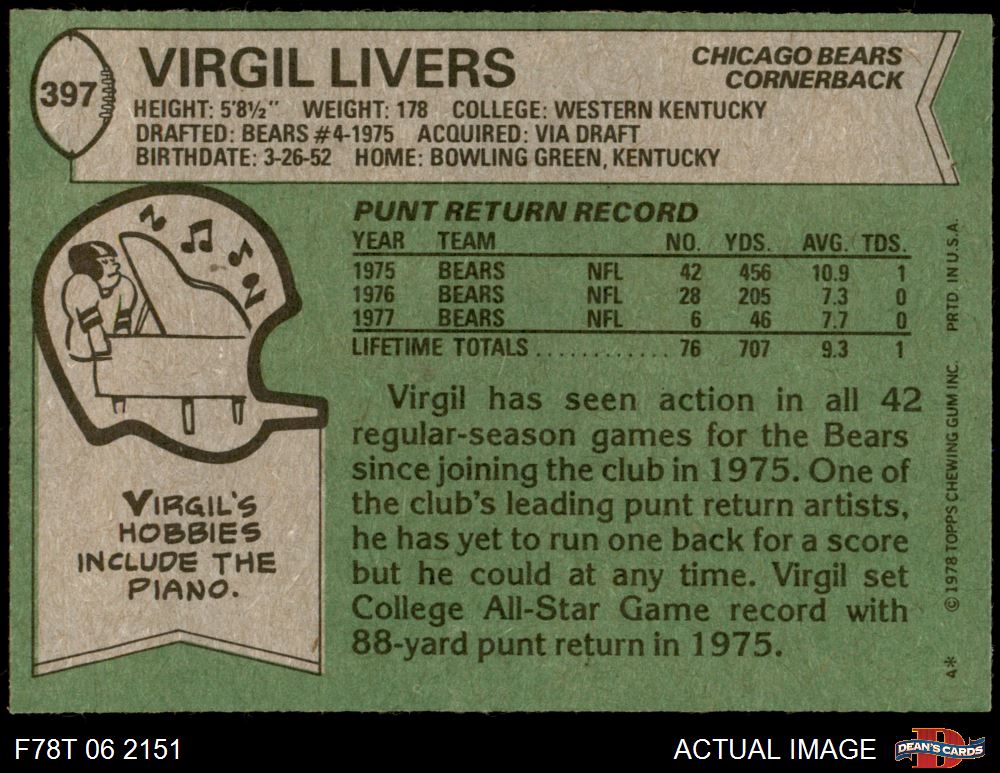 397
VIRGIL LIVERS
CHICAGO BEARS
CORNERBACK
HEIGHT: 5'8½" WEIGHT: 178 COLLEGE: WESTERN KENTUCKY
DRAFTED: BEARS #4-1975 ACQUIRED: VIA DRAFT
BIRTHDATE: 3-26-52 HOME: BOWLING GREEN, KENTUCKY
PUNT RETURN RECORD
YEAR TEAM NO. YDS. AVG. TDS.
1975 BEARS NFL 42 456 10.9 1
1976 BEARS NFL 28 205 7.3 0
1977 BEARS NFL 6 46 7.7 0
LIFETIME TOTALS ............ 76 707 9.3 1
Virgil has seen action in all 42
regular-season games for the Bears
since joining the club in 1975. One of
the club's leading punt return artists,
he has yet to run one back for a score
but he could at any time. Virgil set
College All-Star Game record with
88-yard punt return in 1975.
VIRGIL'S
HOBBIES
INCLUDE THE
PIANO.
4* © 1978 TOPPS CHEWING GUM INC. PRTD IN U.S.A.
F78T 06 2151
ACTUAL IMAGE
D
DEAN'S CARDS